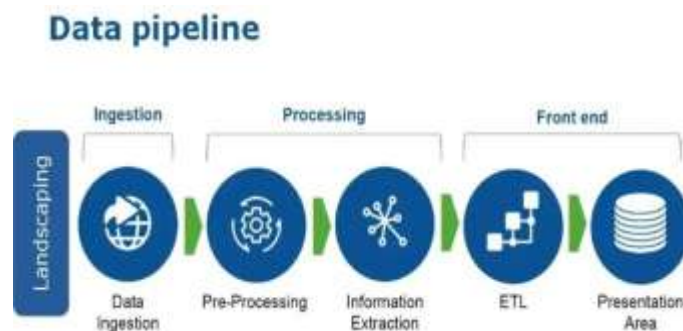 Data pipeline
Ingestion
Processing
Front end
Landscaping
Data
Ingestion
Pre-Processing
Information
Extraction
ETL
Presentation
Area